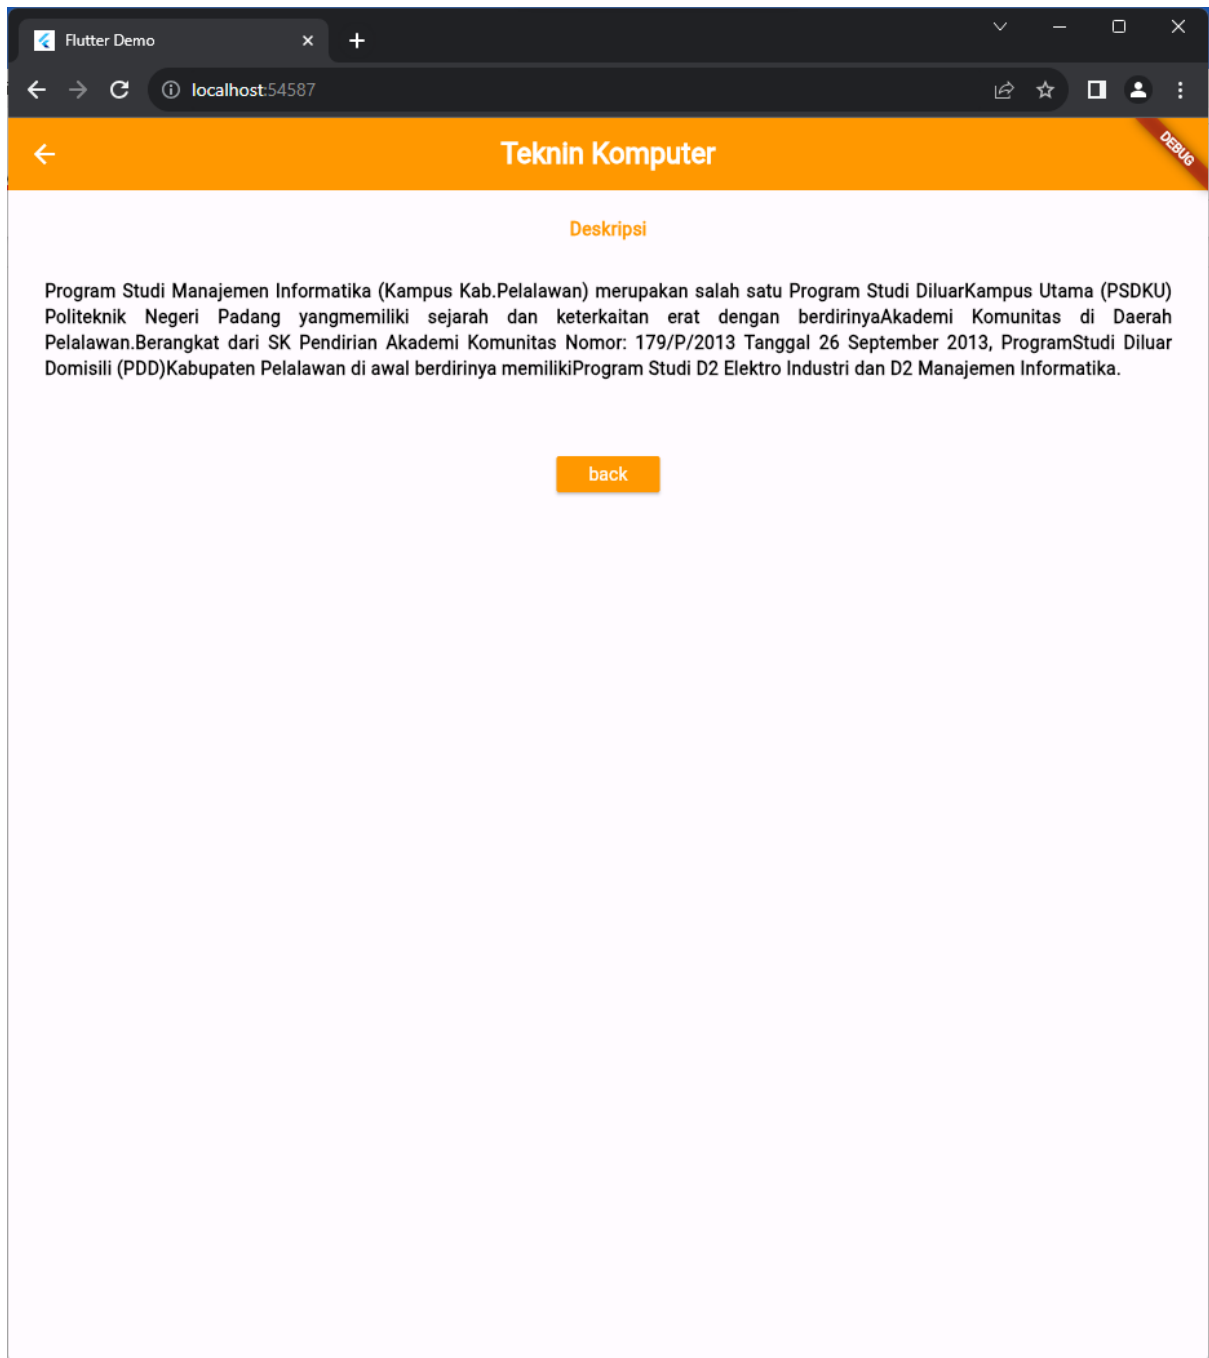 Flutter Demo
localhost:54587
Teknin Komputer
DEBUG
Deskripsi
Program Studi Manajemen Informatika (Kampus Kab.Pelalawan) merupakan salah satu Program Studi DiluarKampus Utama (PSDKU)
Politeknik Negeri Padang yangmemiliki sejarah dan keterkaitan erat dengan berdirinyaAkademi Komunitas di Daerah
Pelalawan.Berangkat dari SK Pendirian Akademi Komunitas Nomor: 179/P/2013 Tanggal 26 September 2013, ProgramStudi Diluar
Domisili (PDD)Kabupaten Pelalawan di awal berdirinya memilikiProgram Studi D2 Elektro Industri dan D2 Manajemen Informatika.
back